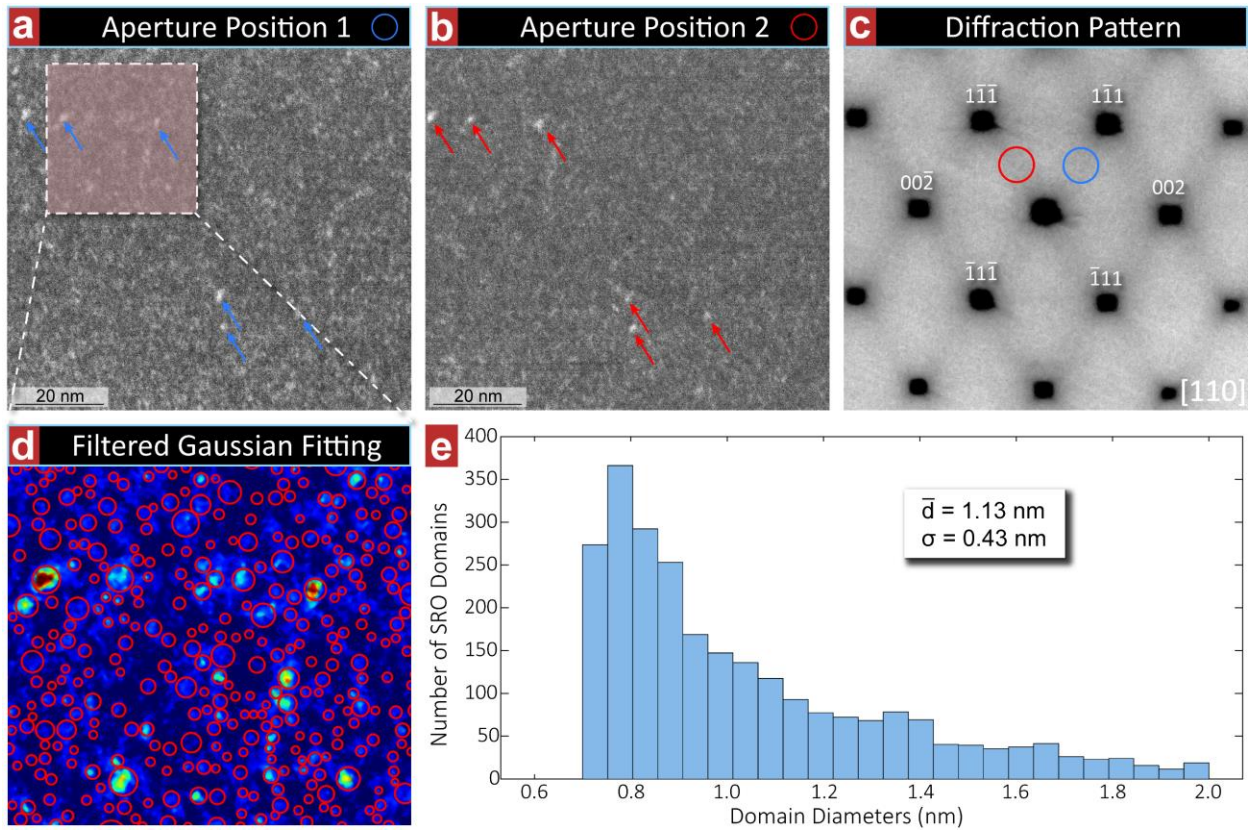 a Aperture Position 1
20 nm
b Aperture Position 2
20 nm
c Diffraction Pattern
11̅1̅ 11̅1
002̅ 002
1̅11̅ 1̅11
[110]
d Filtered Gaussian Fitting
e
Number of SRO Domains
400
350
300
250
200
150
100
50
0
d̅ = 1.13 nm
σ = 0.43 nm
0.6 0.8 1.0 1.2 1.4 1.6 1.8 2.0
Domain Diameters (nm)